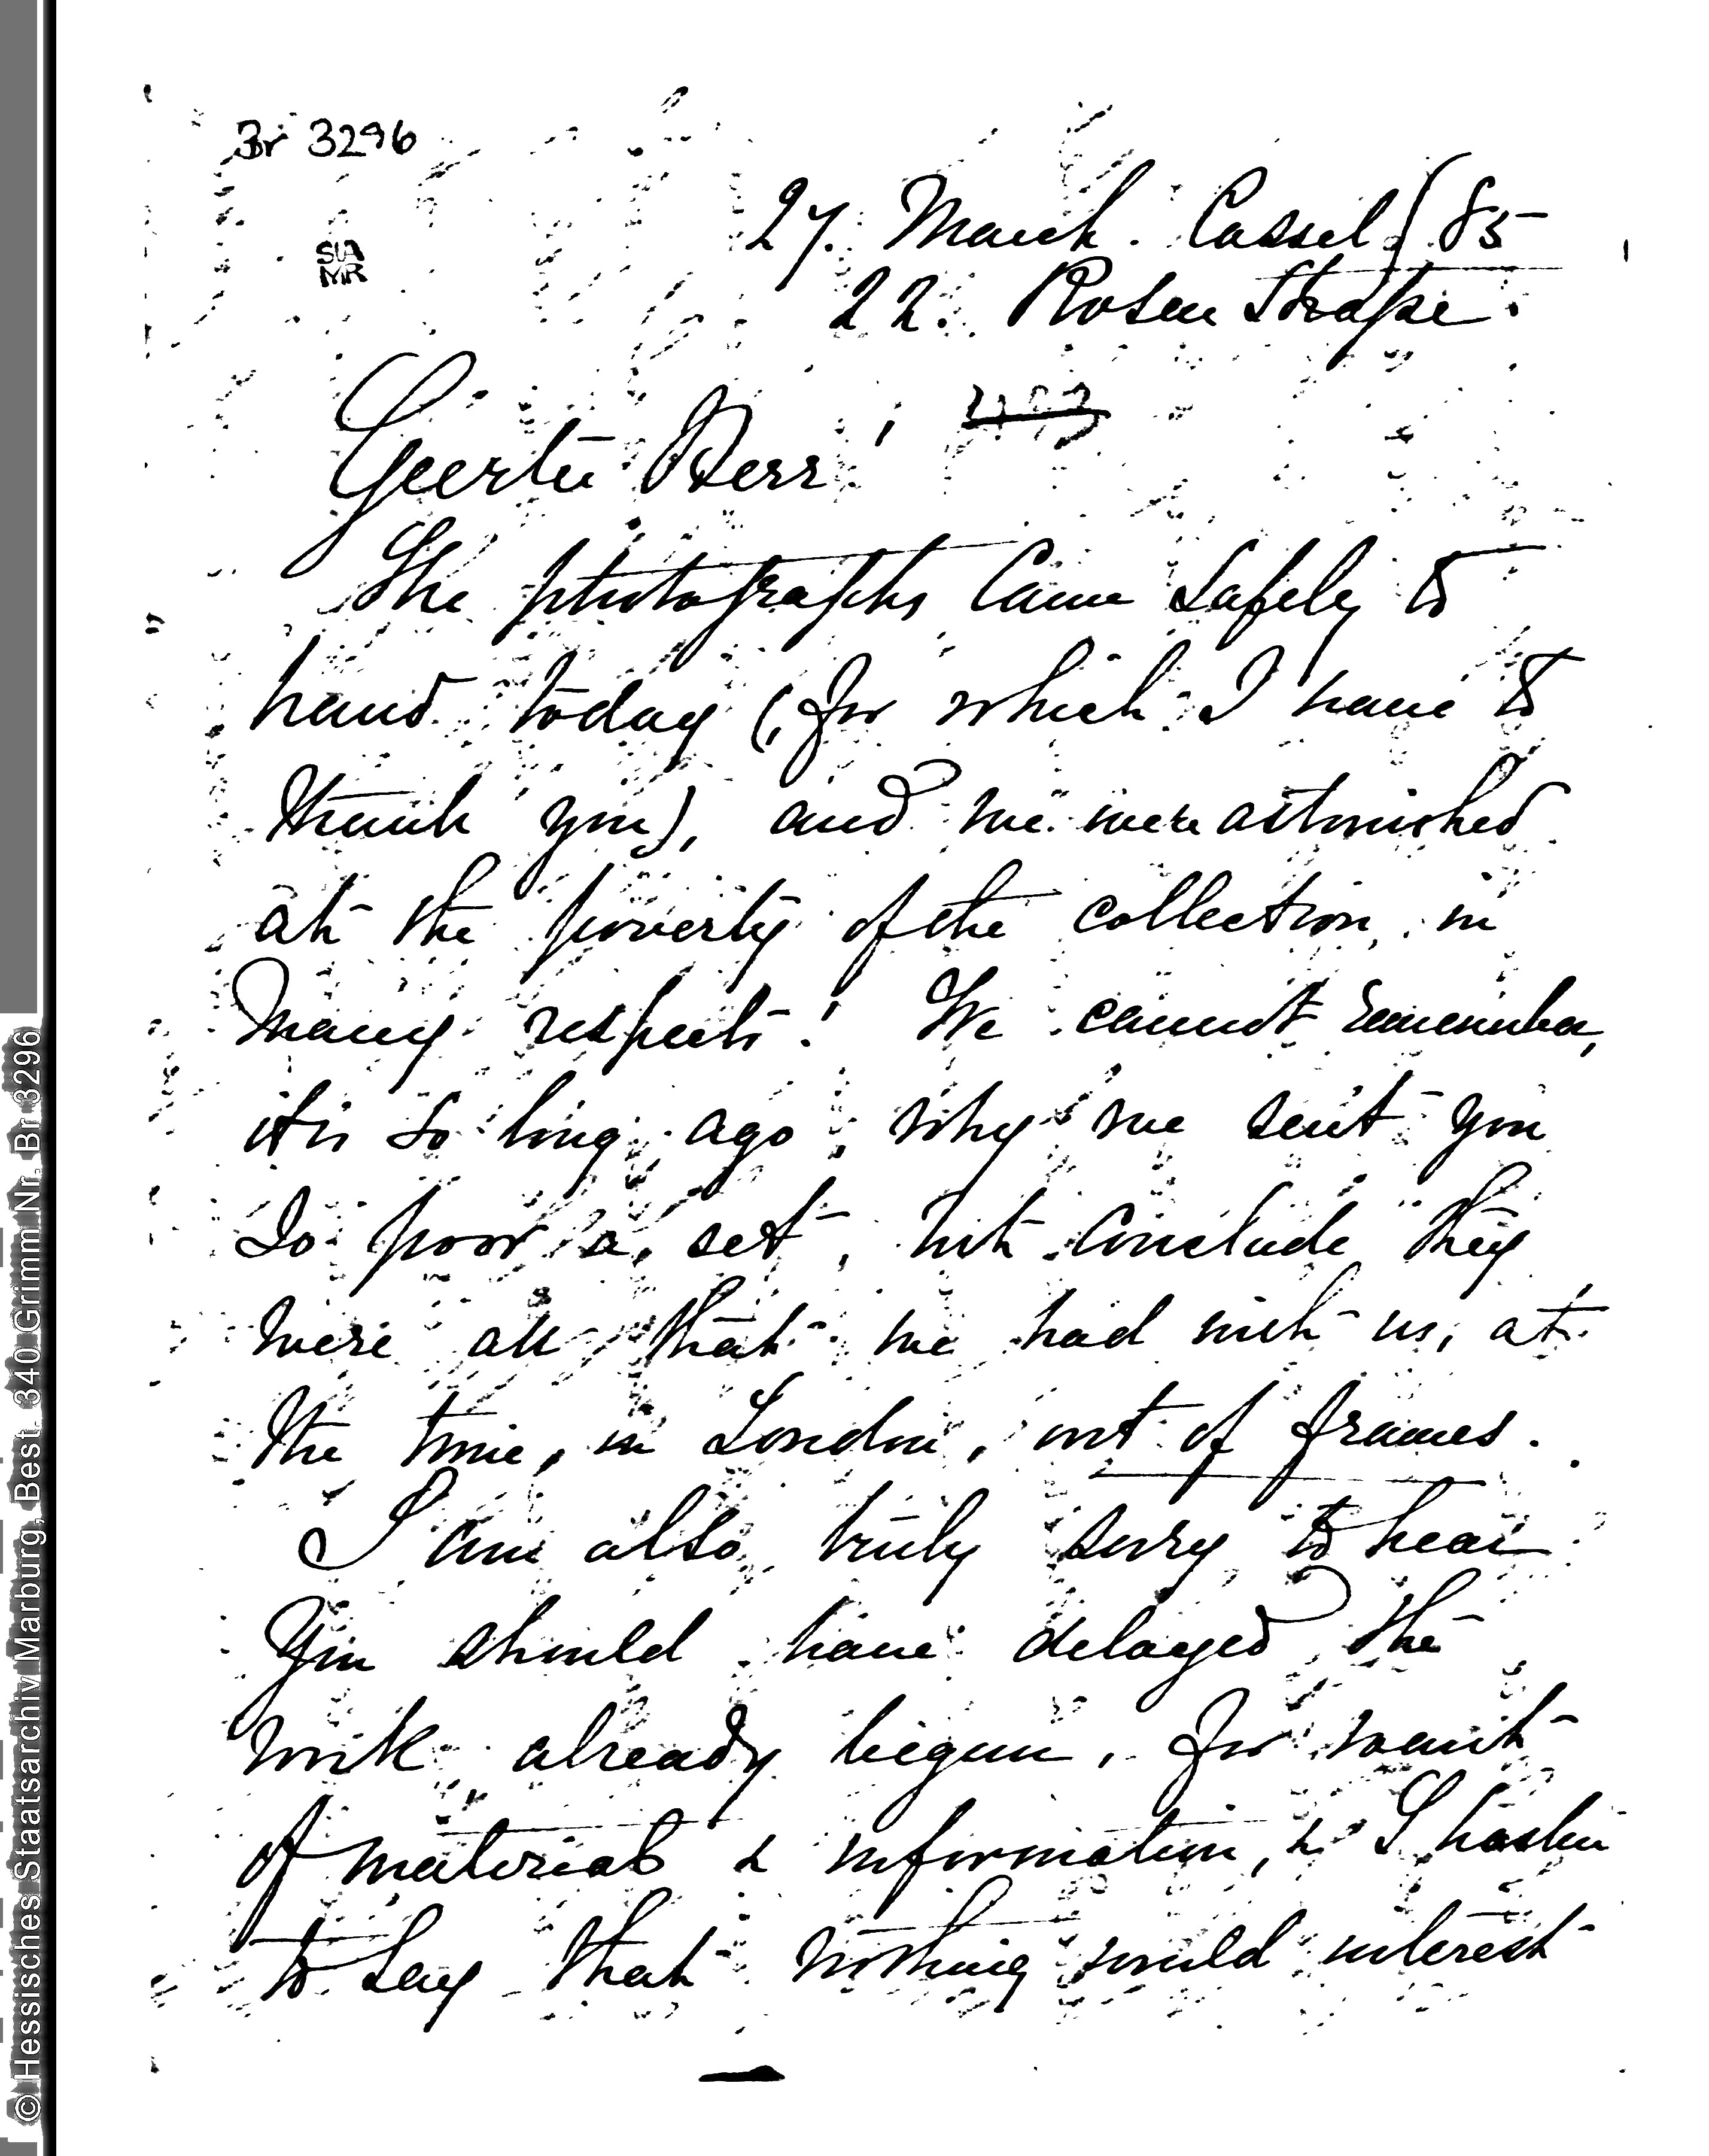 Br 3296
StA
MR
27. March. Cassel / 85
22. Rosen Straße.
Geerter Herr,
The photographs came safely to
hand today (, for which I have to
thank you), and we were astonished
at the poverty of the collection, in
many respects! We cannot remember,
it is so long ago, why we sent you
so poor a set, but conclude they
were all that we had with us, at
the time, in London, out of frames.
I am also truly sorry to hear
you should have delayed the
work already begun, for want
of materials & information, & I hasten
to say that nothing would interest
© Hessisches Staatsarchiv Marburg, Best. 340 Grimm Nr. Br 3296